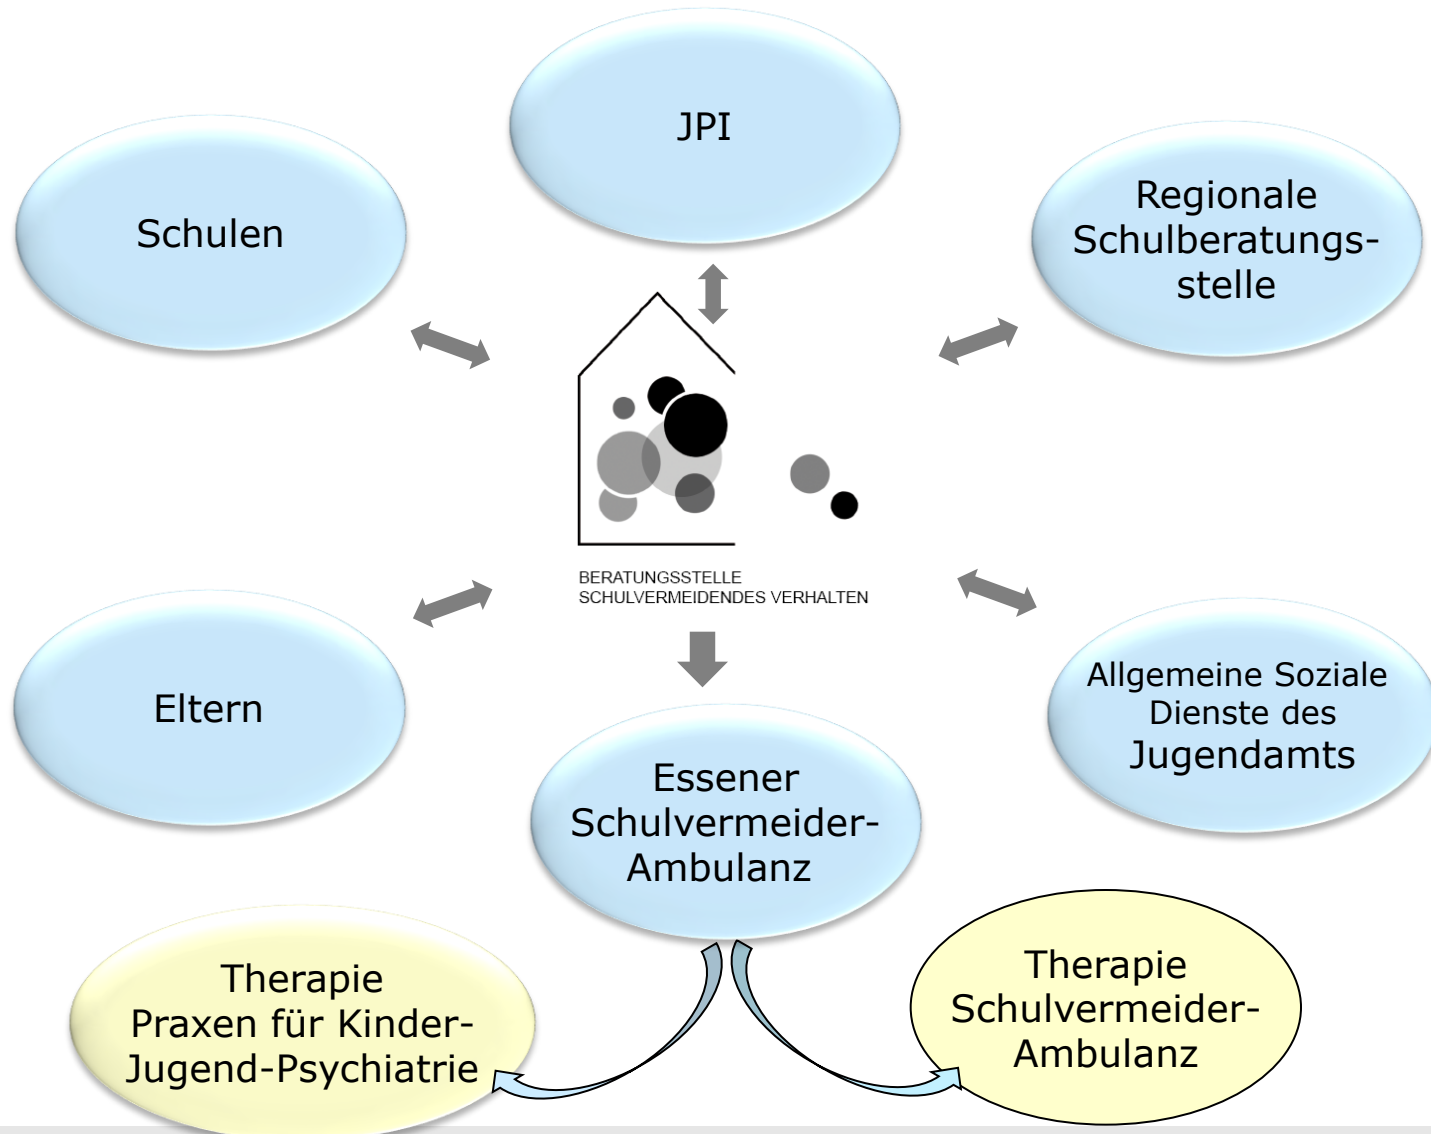 JPI
Schulen
Regionale
Schulberatungs-
stelle
BERATUNGSSTELLE
SCHULVERMEIDENDES VERHALTEN
Eltern
Allgemeine Soziale
Dienste des
Jugendamts
Essener
Schulvermeider-
Ambulanz
Therapie
Praxen für Kinder-
Jugend-Psychiatrie
Therapie
Schulvermeider-
Ambulanz